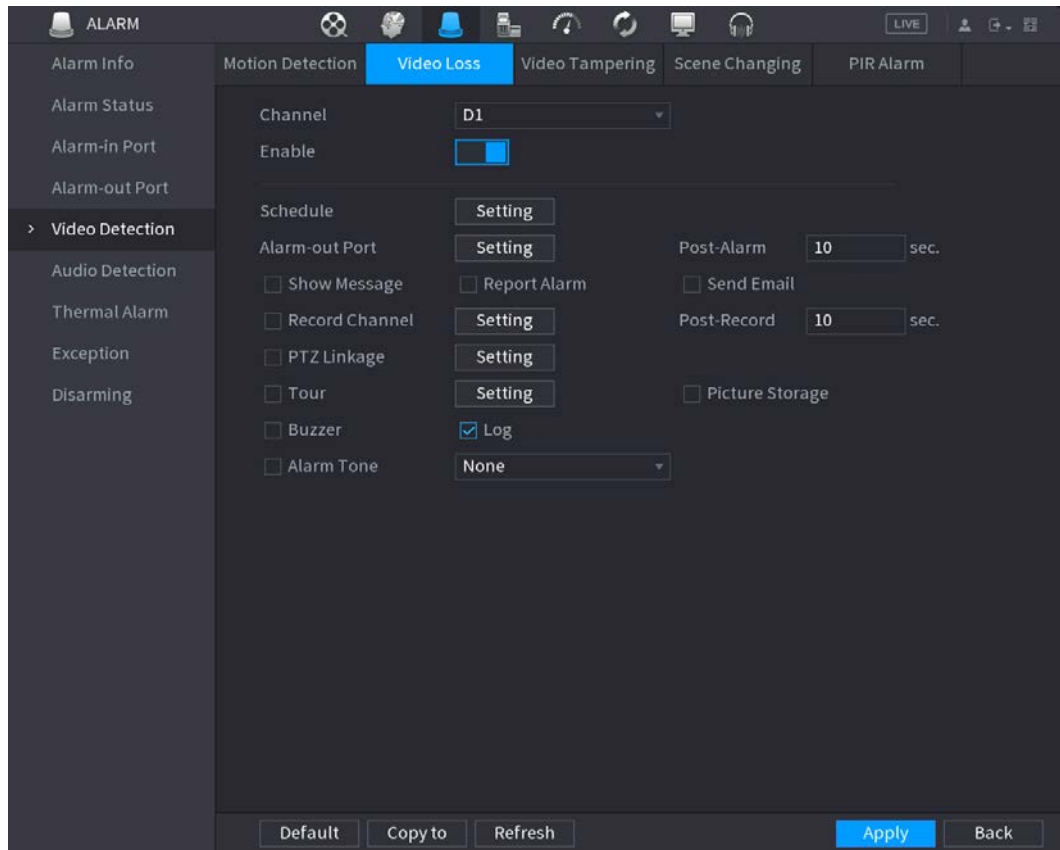 ALARM LIVE
Alarm Info
Alarm Status
Alarm-in Port
Alarm-out Port
> Video Detection
Audio Detection
Thermal Alarm
Exception
Disarming
Motion Detection Video Loss Video Tampering Scene Changing PIR Alarm
Channel D1
Enable
Schedule Setting
Alarm-out Port Setting Post-Alarm 10 sec.
Show Message Report Alarm Send Email
Record Channel Setting Post-Record 10 sec.
PTZ Linkage Setting
Tour Setting Picture Storage
Buzzer Log
Alarm Tone None
Default Copy to Refresh Apply Back